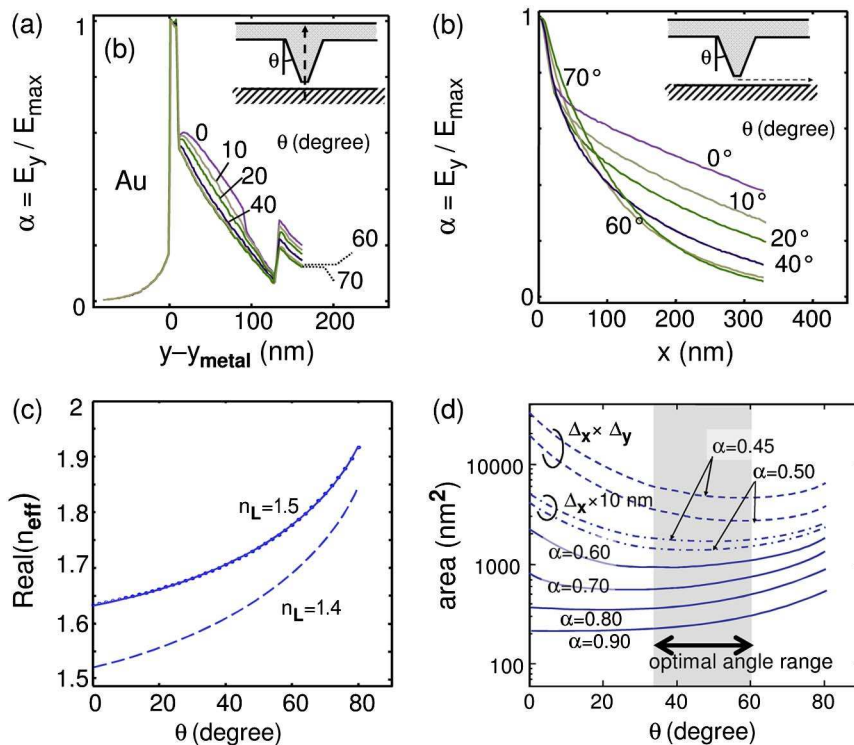 (a)
1
(b)
θ
Au
0
10
20
40
θ (degree)
60
70
0
α = E_y / E_max
0
100
200
y−y_metal (nm)
(b)
1
θ
70°
θ (degree)
0°
10°
20°
40°
60°
0
α = E_y / E_max
0
100
200
300
400
x (nm)
(c)
2
1.9
1.8
1.7
1.6
1.5
Real(n_eff)
n_L=1.5
n_L=1.4
0
20
40
60
80
θ (degree)
(d)
Δ_x × Δ_y
α=0.45
α=0.50
Δ_x × 10 nm
α=0.60
α=0.70
α=0.80
α=0.90
optimal angle range
10000
1000
100
area (nm²)
0
20
40
60
80
θ (degree)